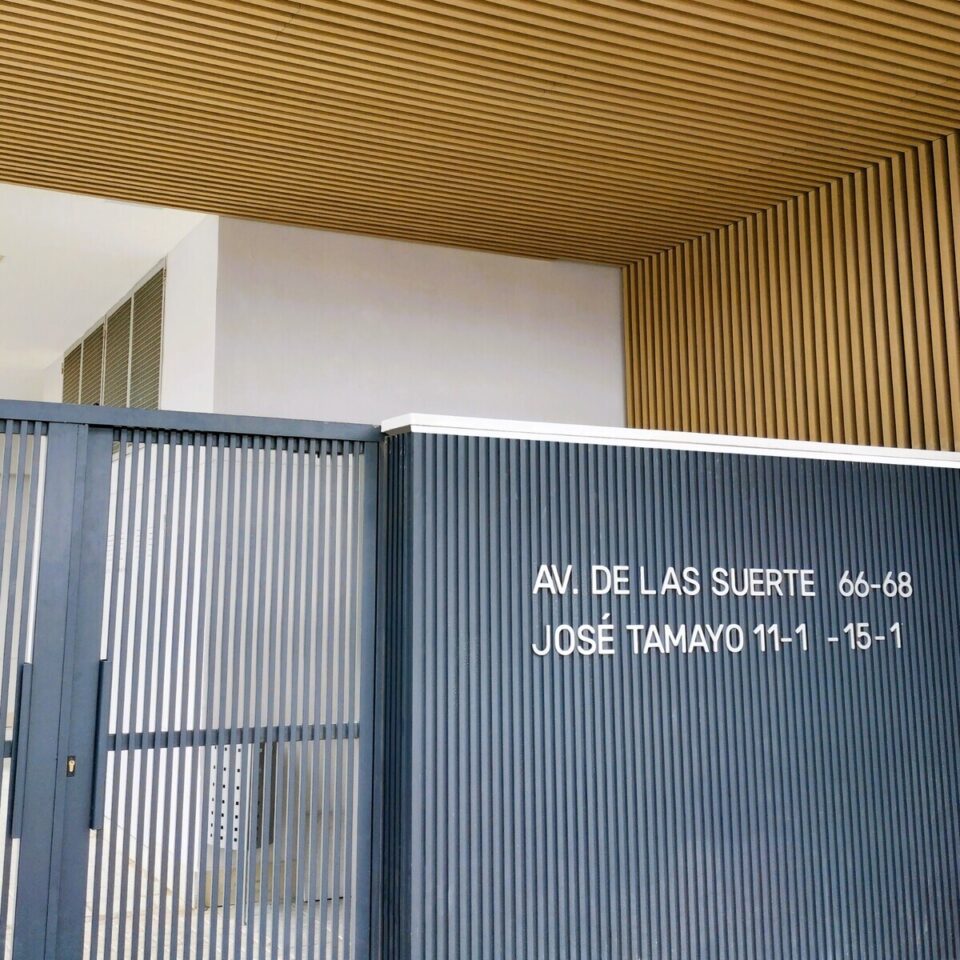 AV. DE LAS SUERTE 66-68
JOSÉ TAMAYO 11-1 -15-1